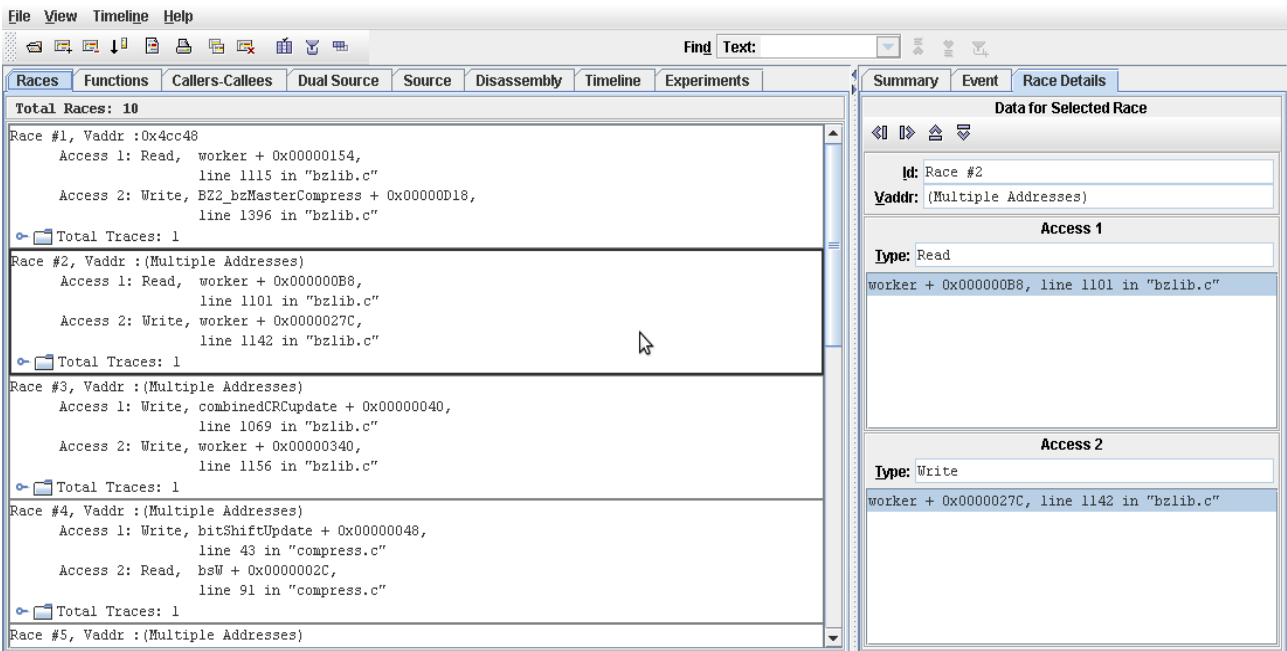 File View Timeline Help
Find Text:
Races Functions Callers-Callees Dual Source Source Disassembly Timeline Experiments
Total Races: 10
Race #1, Vaddr :0x4cc48
Access 1: Read, worker + 0x00000154,
line 1115 in "bzlib.c"
Access 2: Write, BZ2_bzMasterCompress + 0x00000D18,
line 1396 in "bzlib.c"
Total Traces: 1
Race #2, Vaddr :(Multiple Addresses)
Access 1: Read, worker + 0x000000B8,
line 1101 in "bzlib.c"
Access 2: Write, worker + 0x0000027C,
line 1142 in "bzlib.c"
Total Traces: 1
Race #3, Vaddr :(Multiple Addresses)
Access 1: Write, combinedCRCupdate + 0x00000040,
line 1069 in "bzlib.c"
Access 2: Write, worker + 0x00000340,
line 1156 in "bzlib.c"
Total Traces: 1
Race #4, Vaddr :(Multiple Addresses)
Access 1: Write, bitShiftUpdate + 0x00000048,
line 43 in "compress.c"
Access 2: Read, bsW + 0x0000002C,
line 91 in "compress.c"
Total Traces: 1
Race #5, Vaddr :(Multiple Addresses)
Summary Event Race Details
Data for Selected Race
Id: Race #2
Vaddr: (Multiple Addresses)
Access 1
Type: Read
worker + 0x000000B8, line 1101 in "bzlib.c"
Access 2
Type: Write
worker + 0x0000027C, line 1142 in "bzlib.c"